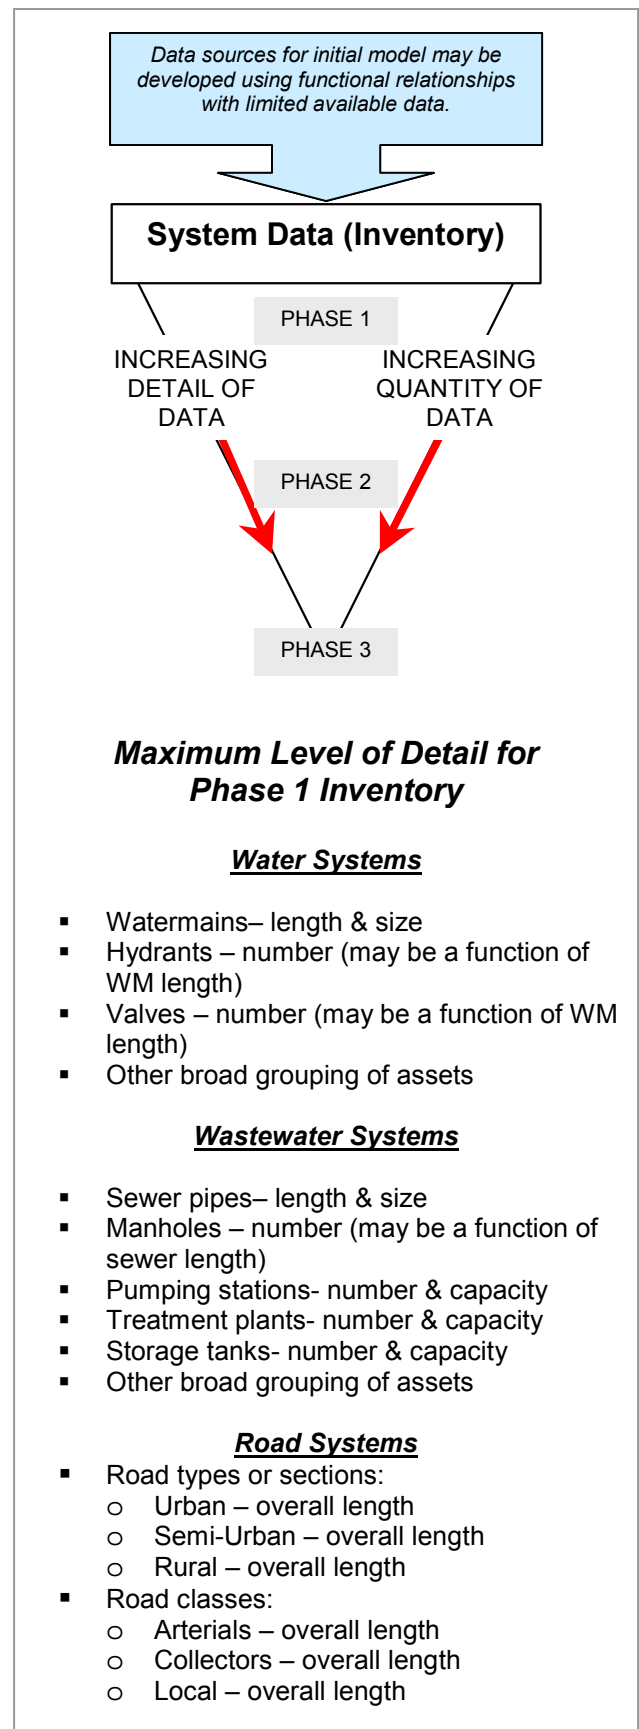 Data sources for initial model may be
developed using functional relationships
with limited available data.
System Data (Inventory)
PHASE 1
INCREASING
DETAIL OF
DATA
INCREASING
QUANTITY OF
DATA
PHASE 2
PHASE 3
Maximum Level of Detail for
Phase 1 Inventory
Water Systems
▪ Watermains– length & size
▪ Hydrants – number (may be a function of
WM length)
▪ Valves – number (may be a function of WM
length)
▪ Other broad grouping of assets
Wastewater Systems
▪ Sewer pipes– length & size
▪ Manholes – number (may be a function of
sewer length)
▪ Pumping stations- number & capacity
▪ Treatment plants- number & capacity
▪ Storage tanks- number & capacity
▪ Other broad grouping of assets
Road Systems
▪ Road types or sections:
o Urban – overall length
o Semi-Urban – overall length
o Rural – overall length
▪ Road classes:
o Arterials – overall length
o Collectors – overall length
o Local – overall length